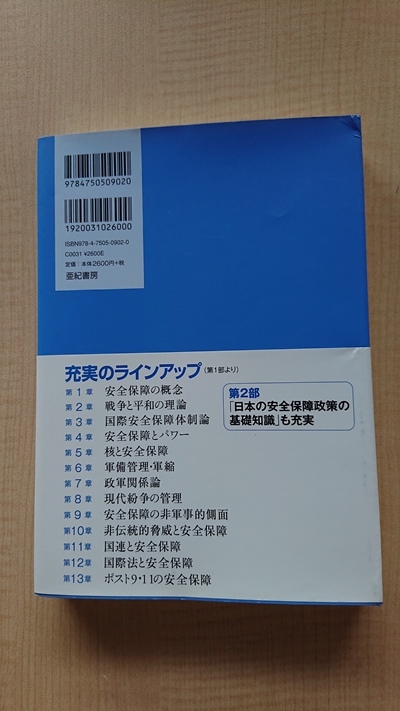 9784750509020
1920031026000
ISBN978-4-7505-0902-0
C0031 ¥2600E
定価:本体2600円+税
亜紀書房
充実のラインアップ(第1部より)
第1章 安全保障の概念
第2章 戦争と平和の理論
第3章 国際安全保障体制論
第4章 安全保障とパワー
第5章 核と安全保障
第6章 軍備管理・軍縮
第7章 政軍関係論
第8章 現代紛争の管理
第9章 安全保障の非軍事的側面
第10章 非伝統的脅威と安全保障
第11章 国連と安全保障
第12章 国際法と安全保障
第13章 ポスト9・11の安全保障
第2部
「日本の安全保障政策の
基礎知識」も充実